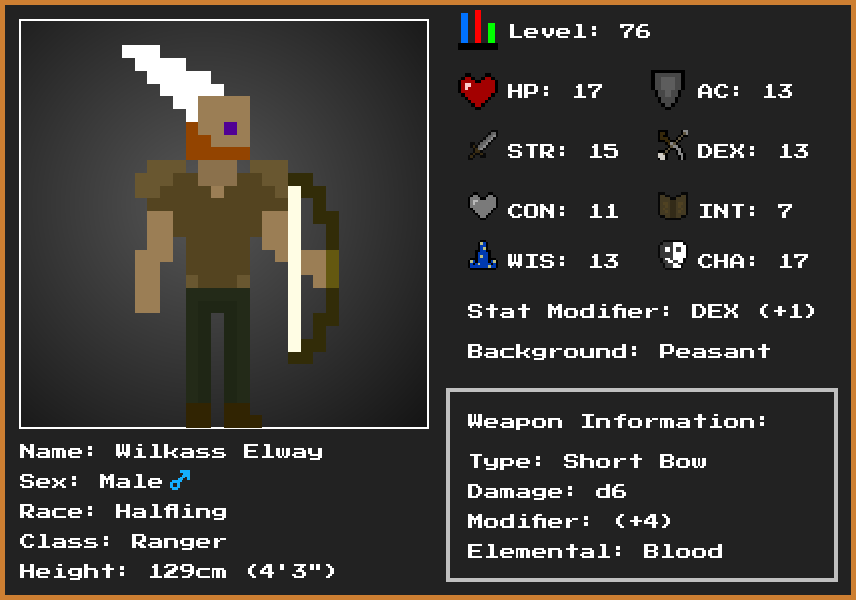 Level: 76
HP: 17
AC: 13
STR: 15
DEX: 13
CON: 11
INT: 7
WIS: 13
CHA: 17
Stat Modifier: DEX (+1)
Background: Peasant
Weapon Information:
Type: Short Bow
Damage: d6
Modifier: (+4)
Elemental: Blood
Name: Wilkass Elway
Sex: Male ♂
Race: Halfling
Class: Ranger
Height: 129cm (4'3")